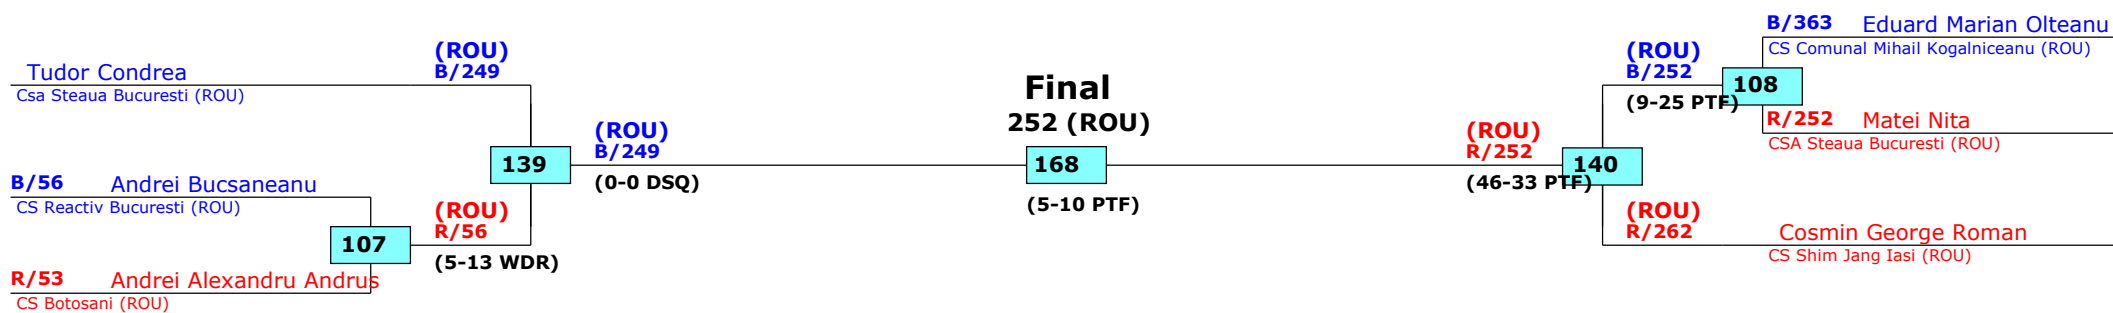 Tudor Condrea
Csa Steaua Bucuresti (ROU)
B/56 Andrei Bucsaneanu
CS Reactiv Bucuresti (ROU)
R/53 Andrei Alexandru Andrus
CS Botosani (ROU)
107
(ROU)
B/249
(ROU)
R/56
(5-13 WDR)
139
(ROU)
B/249
(0-0 DSQ)
Final
252 (ROU)
168
(5-10 PTF)
(ROU)
R/252
(46-33 PTF)
140
(ROU)
B/252
(9-25 PTF)
(ROU)
R/262
108
B/363 Eduard Marian Olteanu
CS Comunal Mihail Kogalniceanu (ROU)
R/252 Matei Nita
CSA Steaua Bucuresti (ROU)
Cosmin George Roman
CS Shim Jang Iasi (ROU)